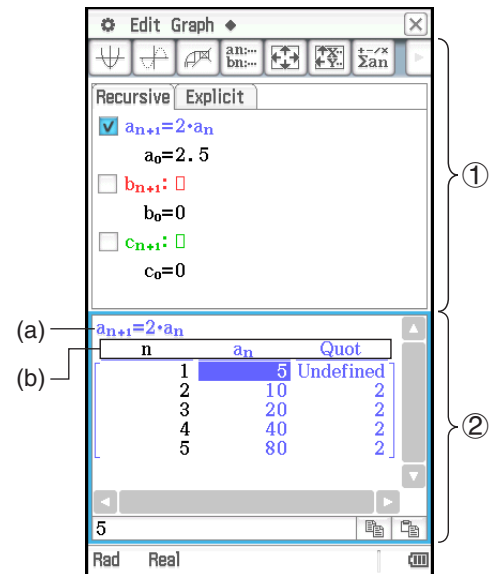 Edit Graph
an:...
bn:...
X...
Y...
+−/×
Σan
Recursive Explicit
①
aₙ₊₁=2·aₙ
a₀=2.5
bₙ₊₁:□
b₀=0
cₙ₊₁:□
c₀=0
(a) aₙ₊₁=2·aₙ
(b) n aₙ Quot
1 5 Undefined
2 10 2
②
3 20 2
4 40 2
5 80 2
5
Rad Real